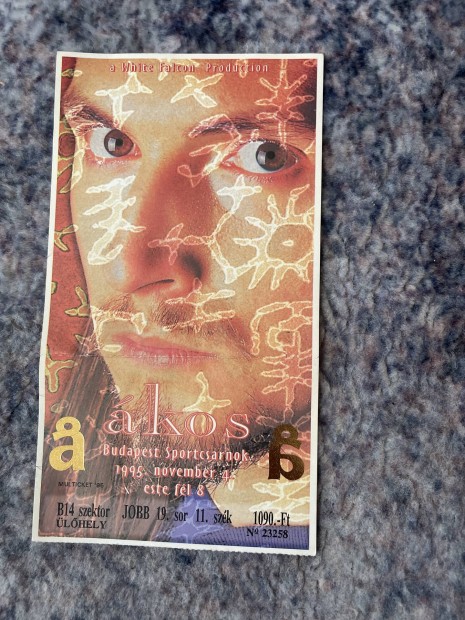 a White Falcon Production
ákos
Budapest Sportcsarnok,
1995. november 4.
este fél 8
MULTICKET '95
B14 szektor JOBB 19. sor 11. szék 1090.-Ft
ÜLŐHELY Nº 23258